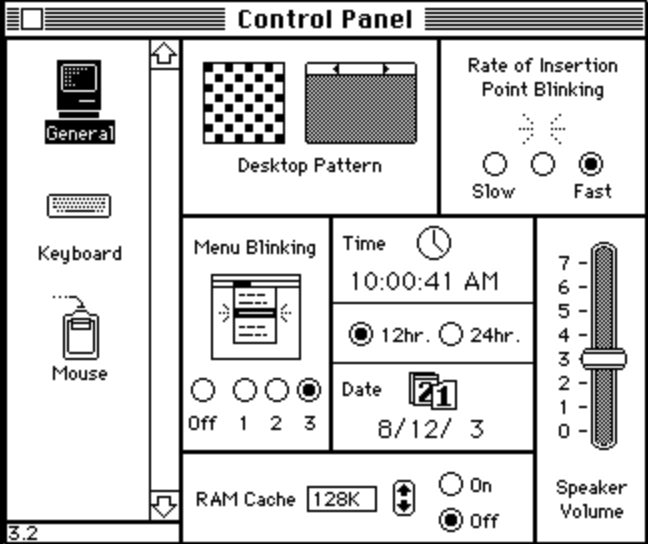 Control Panel
General
Keyboard
Mouse
3.2
Desktop Pattern
Rate of Insertion
Point Blinking
Slow Fast
Menu Blinking
Off 1 2 3
Time
10:00:41 AM
12hr. 24hr.
Date
21
8/12/ 3
7
6
5
4
3
2
1
0
Speaker
Volume
RAM Cache 128K
On
Off